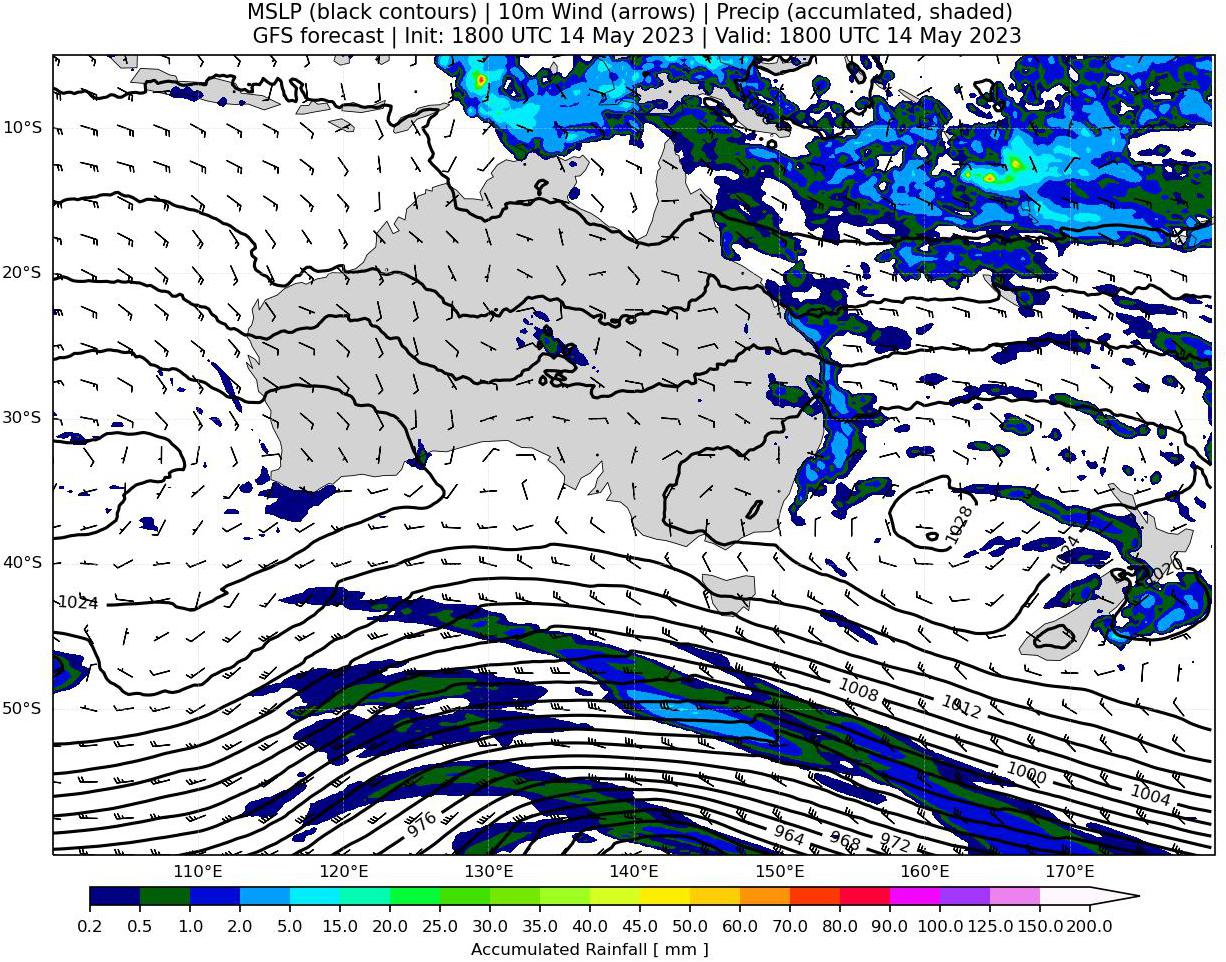 MSLP (black contours) | 10m Wind (arrows) | Precip (accumlated, shaded)
GFS forecast | Init: 1800 UTC 14 May 2023 | Valid: 1800 UTC 14 May 2023
10°S
20°S
30°S
1028
1024
40°S
1020
1024
1008
1012
50°S
1000
1004
976
964
968
972
110°E
120°E
130°E
140°E
150°E
160°E
170°E
0.2 0.5 1.0 2.0 5.0 10.0 15.0 20.0 25.0 30.0 35.0 40.0 45.0 50.0 60.0 70.0 80.0 90.0 100.0 125.0 150.0 200.0
Accumulated Rainfall [ mm ]